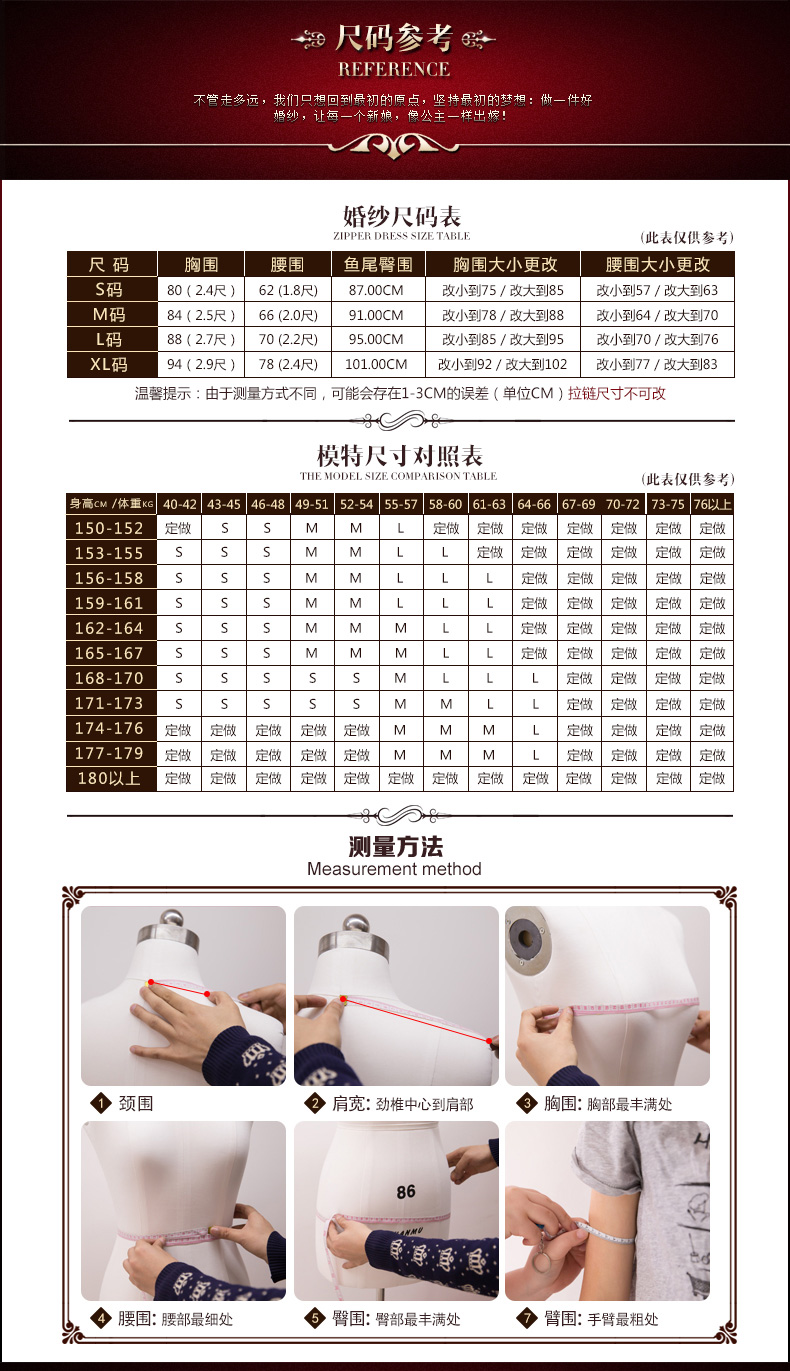 尺码参考
REFERENCE
不管走多远，我们只想回到最初的原点，坚持最初的梦想：做一件好
婚纱，让每一个新娘，像公主一样出嫁！
婚纱尺码表
ZIPPER DRESS SIZE TABLE
(此表仅供参考)
尺 码 胸围 腰围 鱼尾臀围 胸围大小更改 腰围大小更改
S码 80（2.4尺） 62 (1.8尺) 87.00CM 改小到75 / 改大到85 改小到57 / 改大到63
M码 84（2.5尺） 66 (2.0尺) 91.00CM 改小到78 / 改大到88 改小到64 / 改大到70
L码 88（2.7尺） 70 (2.2尺) 95.00CM 改小到85 / 改大到95 改小到70 / 改大到76
XL码 94（2.9尺） 78 (2.4尺) 101.00CM 改小到92 / 改大到102 改小到77 / 改大到83
温馨提示：由于测量方式不同，可能会存在1-3CM的误差（单位CM）拉链尺寸不可改
模特尺寸对照表
THE MODEL SIZE COMPARISON TABLE
(此表仅供参考)
身高CM /体重KG 40-42 43-45 46-48 49-51 52-54 55-57 58-60 61-63 64-66 67-69 70-72 73-75 76以上
150-152 定做 S S M M L 定做 定做 定做 定做 定做 定做 定做
153-155 S S S M M L L 定做 定做 定做 定做 定做 定做
156-158 S S S M M L L L 定做 定做 定做 定做 定做
159-161 S S S M M L L L 定做 定做 定做 定做 定做
162-164 S S S M M M L L 定做 定做 定做 定做 定做
165-167 S S S M M M L L 定做 定做 定做 定做 定做
168-170 S S S S S M L L L 定做 定做 定做 定做
171-173 S S S S S M M L L 定做 定做 定做 定做
174-176 定做 定做 定做 定做 定做 M M M L 定做 定做 定做 定做
177-179 定做 定做 定做 定做 定做 M M M L 定做 定做 定做 定做
180以上 定做 定做 定做 定做 定做 定做 定做 定做 定做 定做 定做 定做 定做
测量方法
Measurement method
1 颈围
2 肩宽: 劲椎中心到肩部
3 胸围: 胸部最丰满处
86
4 腰围: 腰部最细处
5 臀围: 臀部最丰满处
7 臂围: 手臂最粗处